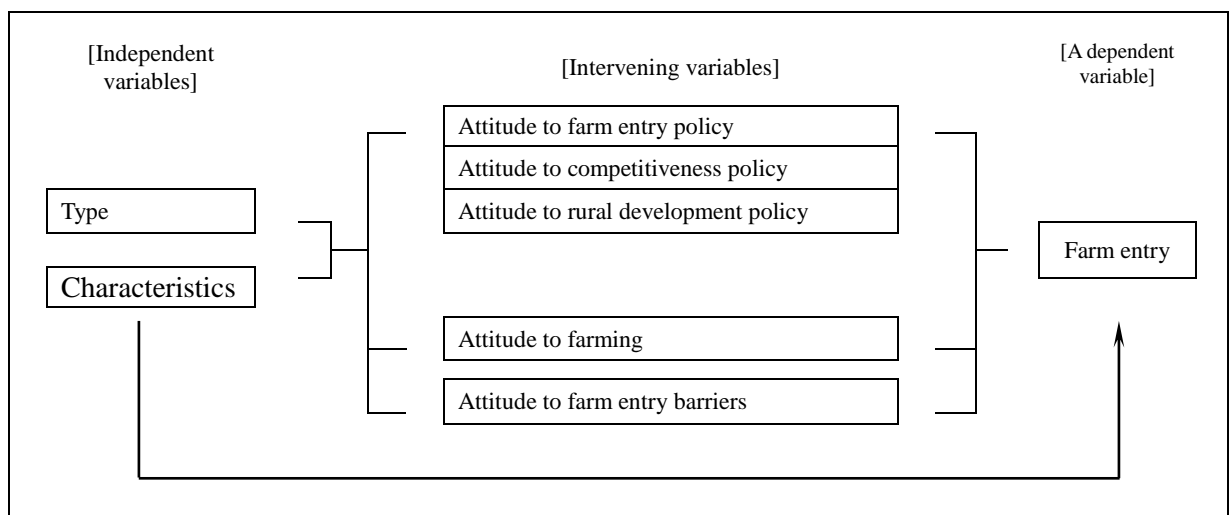 [Independent
variables]
[Intervening variables]
[A dependent
variable]
Attitude to farm entry policy
Attitude to competitiveness policy
Type
Attitude to rural development policy
Farm entry
Characteristics
Attitude to farming
Attitude to farm entry barriers